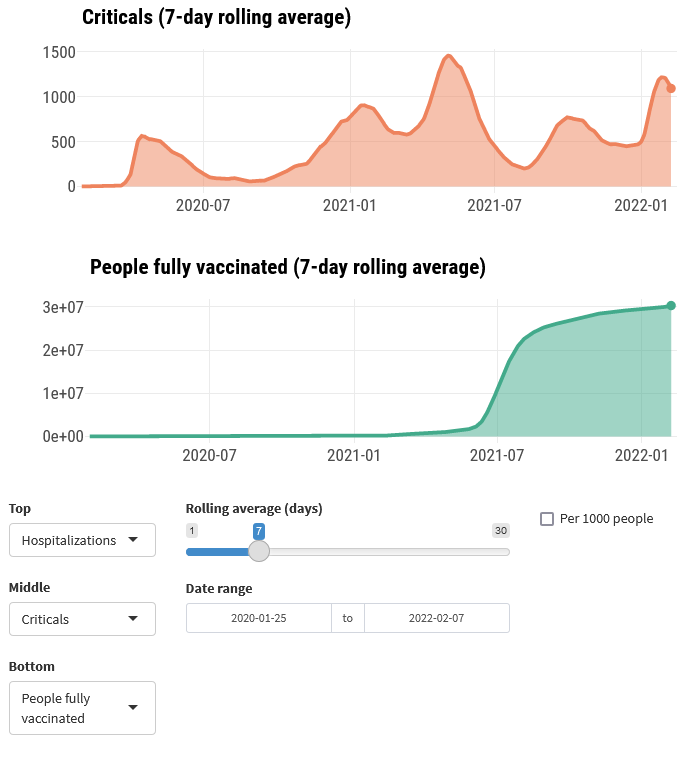 Criticals (7-day rolling average)
1500
1000
500
0
2020-07 2021-01 2021-07 2022-01
People fully vaccinated (7-day rolling average)
3e+07
2e+07
1e+07
0e+00
2020-07 2021-01 2021-07 2022-01
Top
Hospitalizations
Rolling average (days)
1 7 30
Per 1000 people
Middle
Criticals
Date range
2020-01-25 to 2022-02-07
Bottom
People fully
vaccinated